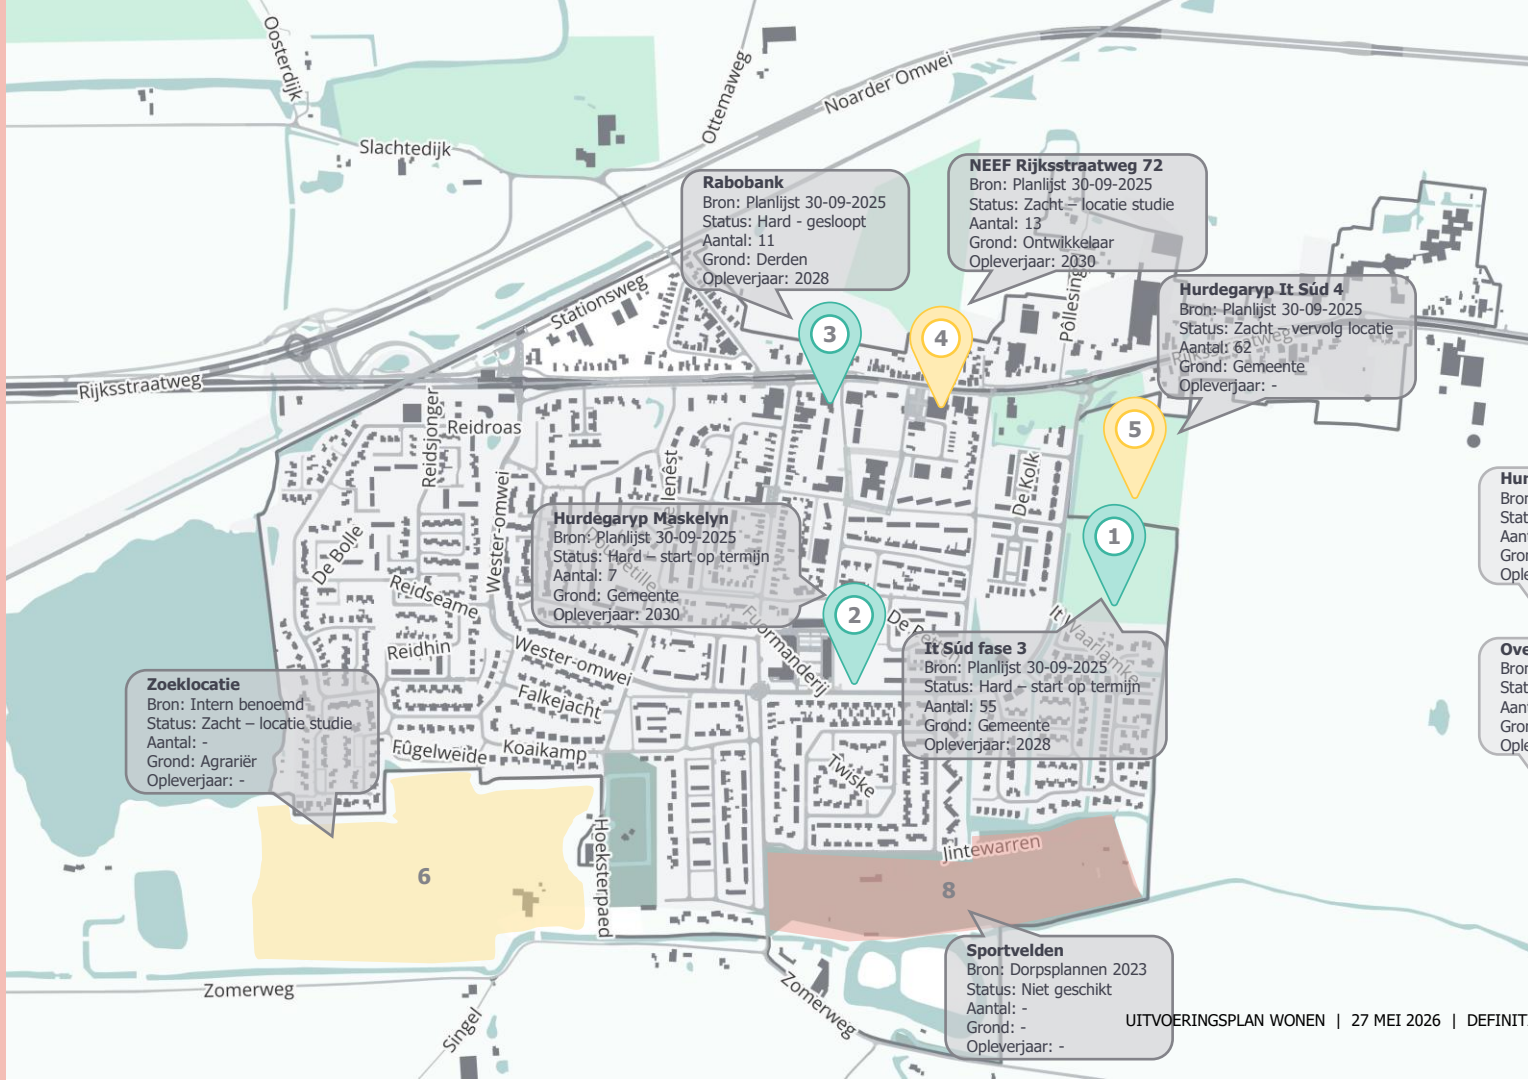 Oosterdijk
Slachtedijk
Ottemaweg
Noarder Omwei
Rabobank
Bron: Planlijst 30-09-2025
Status: Hard - gesloopt
Aantal: 11
Grond: Derden
Opleverjaar: 2028
NEEF Rijksstraatweg 72
Bron: Planlijst 30-09-2025
Status: Zacht – locatie studie
Aantal: 13
Grond: Ontwikkelaar
Opleverjaar: 2030
Hurdegaryp It Súd 4
Bron: Planlijst 30-09-2025
Status: Zacht – vervolg locatie
Aantal: 62
Grond: Gemeente
Opleverjaar: -
Stationsweg
Pôllesing
Rijksstraatweg
Rijksstraatweg
3
4
5
1
2
Reidsjonger
Reidroas
Wester-omwei
De Kolk
De Bolle
Reidseame
Reidhin
Hurdegaryp Maskelyn
Bron: Planlijst 30-09-2025
Status: Hard – start op termijn
Aantal: 7
Grond: Gemeente
Opleverjaar: 2030
Fuormanderij
Wester-omwei
Falkejacht
Fûgelweide
Koaikamp
It Waarlamke
It Súd fase 3
Bron: Planlijst 30-09-2025
Status: Hard – start op termijn
Aantal: 55
Grond: Gemeente
Opleverjaar: 2028
Zoeklocatie
Bron: Intern benoemd
Status: Zacht – locatie studie
Aantal: -
Grond: Agrariër
Opleverjaar: -
Twiske
Hoeksterpaed
Jintewarren
6
8
Sportvelden
Bron: Dorpsplannen 2023
Status: Niet geschikt
Aantal: -
Grond: -
Opleverjaar: -
Zomerweg
Singel
Zomerweg
UITVOERINGSPLAN WONEN | 27 MEI 2026 | DEFINITI